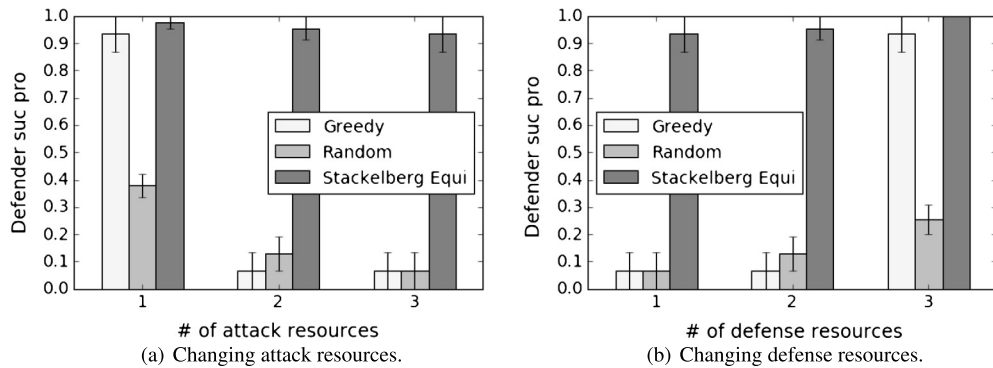 Defender suc pro
1.0
0.9
0.8
0.7
0.6
0.5
0.4
0.3
0.2
0.1
0.0
Greedy
Random
Stackelberg Equi
1 2 3
# of attack resources
(a) Changing attack resources.
Defender suc pro
1.0
0.9
0.8
0.7
0.6
0.5
0.4
0.3
0.2
0.1
0.0
Greedy
Random
Stackelberg Equi
1 2 3
# of defense resources
(b) Changing defense resources.